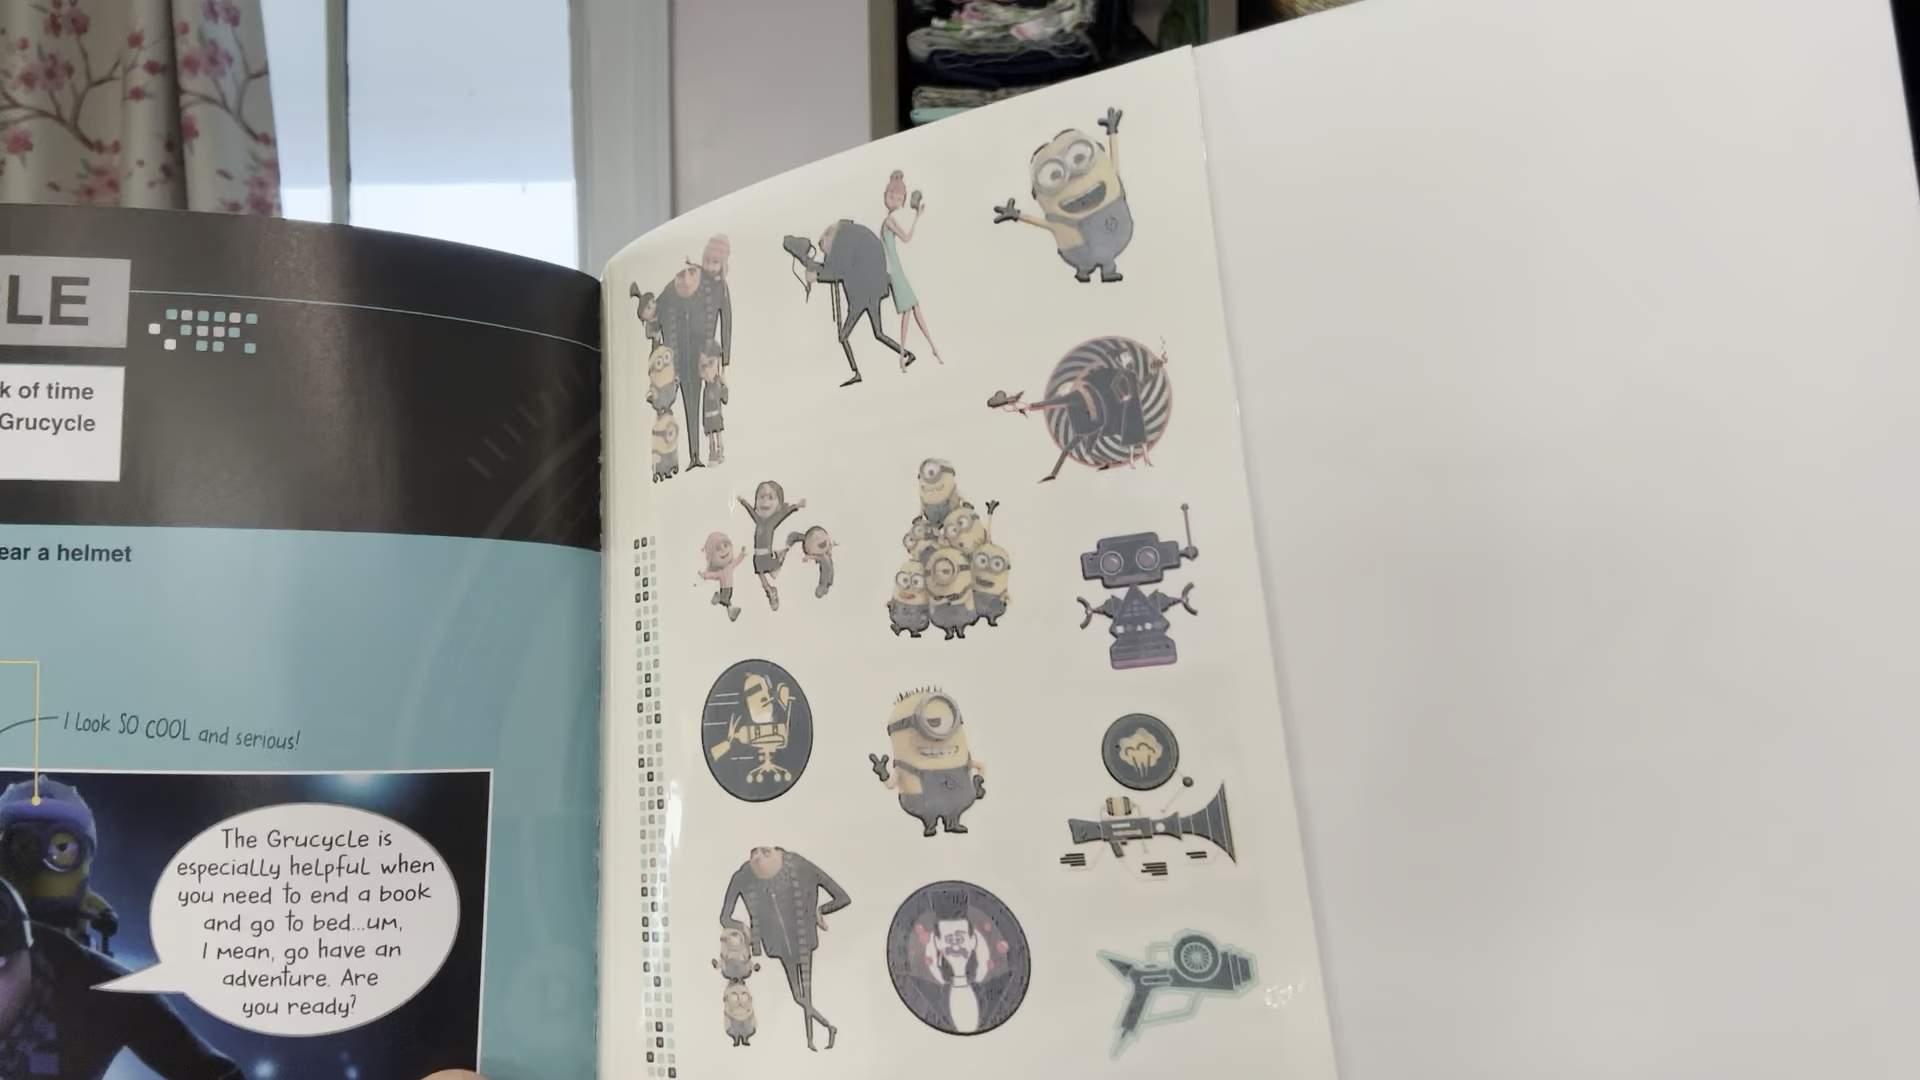 LE
k of time
Grucycle
ear a helmet
I Look SO COOL and serious!
The Grucycle is
especially helpful when
you need to end a book
and go to bed...um,
I mean, go have an
adventure. Are
you ready?